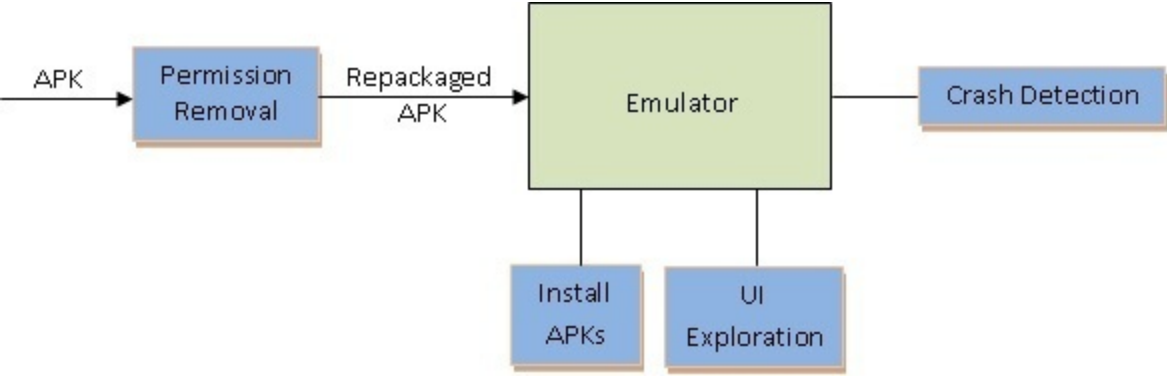 APK
Permission
Removal
Repackaged
APK
Emulator
Crash Detection
Install
APKs
UI
Exploration